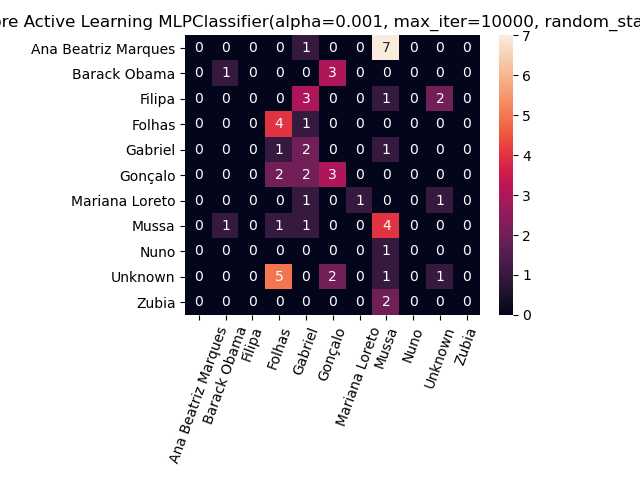 ore Active Learning MLPClassifier(alpha=0.001, max_iter=10000, random_sta
Ana Beatriz Marques 0 0 0 0 1 0 0 7 0 0 0
Barack Obama 0 1 0 0 0 3 0 0 0 0 0
Filipa 0 0 0 0 3 0 0 1 0 2 0
Folhas 0 0 0 4 1 0 0 0 0 0 0
Gabriel 0 0 0 1 2 0 0 1 0 0 0
Gonçalo 0 0 0 2 2 3 0 0 0 0 0
Mariana Loreto 0 0 0 0 1 0 1 0 0 1 0
Mussa 0 1 0 1 1 0 0 4 0 0 0
Nuno 0 0 0 0 0 0 0 1 0 0 0
Unknown 0 0 0 5 0 2 0 1 0 1 0
Zubia 0 0 0 0 0 0 0 2 0 0 0
Ana Beatriz Marques
Barack Obama
Filipa
Folhas
Gabriel
Gonçalo
Mariana Loreto
Mussa
Nuno
Unknown
Zubia
7
6
5
4
3
2
1
0